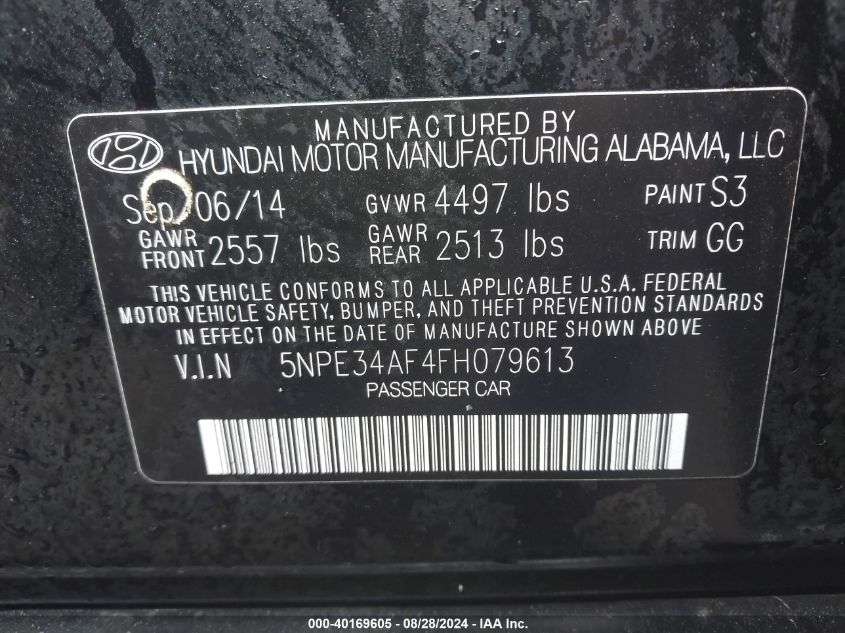 MANUFACTURED BY
HYUNDAI MOTOR MANUFACTURING ALABAMA, LLC
Sep/06/14 GVWR 4497 lbs PAINT S3
GAWR FRONT 2557 lbs GAWR REAR 2513 lbs TRIM GG
THIS VEHICLE CONFORMS TO ALL APPLICABLE U.S.A. FEDERAL
MOTOR VEHICLE SAFETY, BUMPER, AND THEFT PREVENTION STANDARDS
IN EFFECT ON THE DATE OF MANUFACTURE SHOWN ABOVE
V.I.N 5NPE34AF4FH079613
PASSENGER CAR
000-40169605 - 08/28/2024 - IAA Inc.